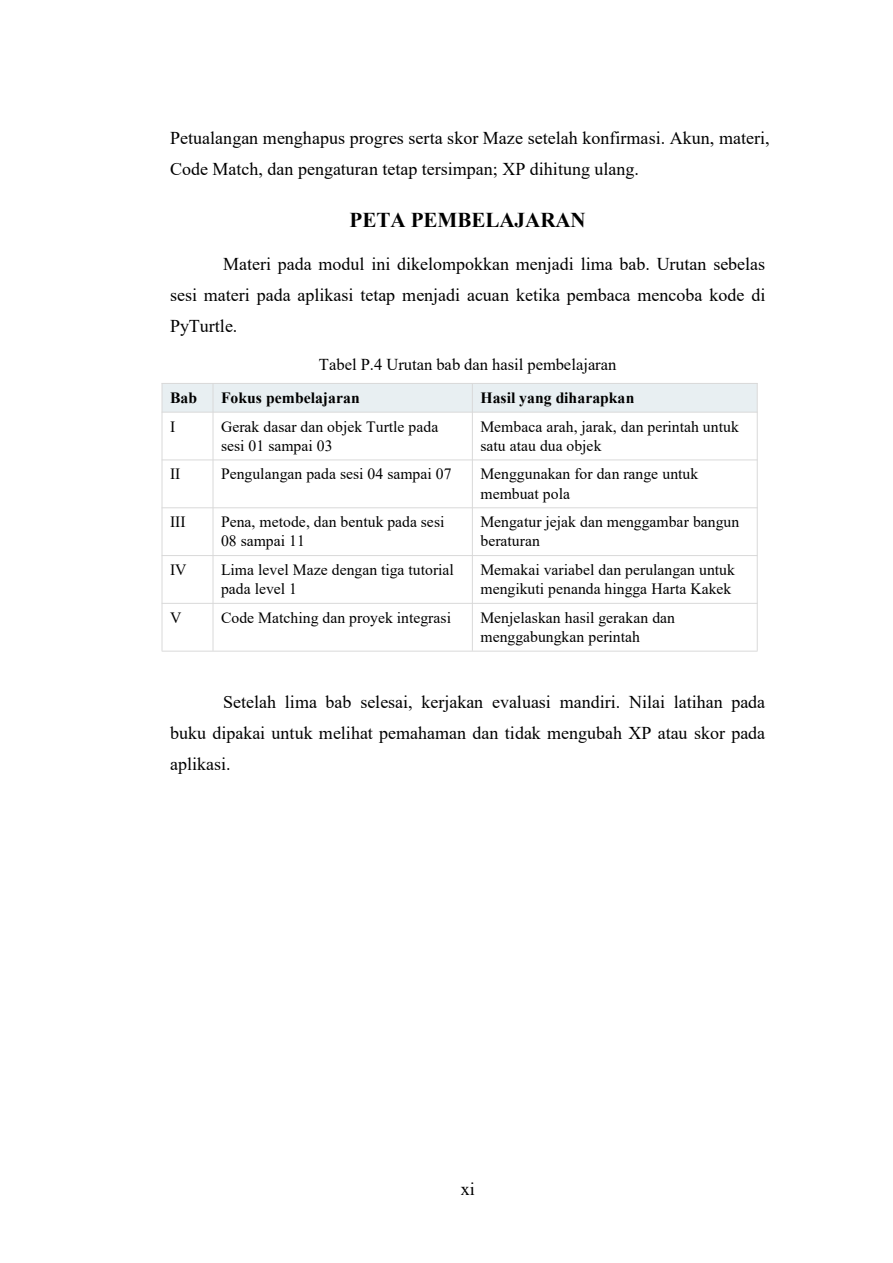 Petualangan menghapus progres serta skor Maze setelah konfirmasi. Akun, materi,
Code Match, dan pengaturan tetap tersimpan; XP dihitung ulang.
PETA PEMBELAJARAN
Materi pada modul ini dikelompokkan menjadi lima bab. Urutan sebelas
sesi materi pada aplikasi tetap menjadi acuan ketika pembaca mencoba kode di
PyTurtle.
Tabel P.4 Urutan bab dan hasil pembelajaran
Bab Fokus pembelajaran Hasil yang diharapkan
I Gerak dasar dan objek Turtle pada Membaca arah, jarak, dan perintah untuk
sesi 01 sampai 03 satu atau dua objek
II Pengulangan pada sesi 04 sampai 07 Menggunakan for dan range untuk
membuat pola
III Pena, metode, dan bentuk pada sesi Mengatur jejak dan menggambar bangun
08 sampai 11 beraturan
IV Lima level Maze dengan tiga tutorial Memakai variabel dan perulangan untuk
pada level 1 mengikuti penanda hingga Harta Kakek
V Code Matching dan proyek integrasi Menjelaskan hasil gerakan dan
menggabungkan perintah
Setelah lima bab selesai, kerjakan evaluasi mandiri. Nilai latihan pada
buku dipakai untuk melihat pemahaman dan tidak mengubah XP atau skor pada
aplikasi.
xi